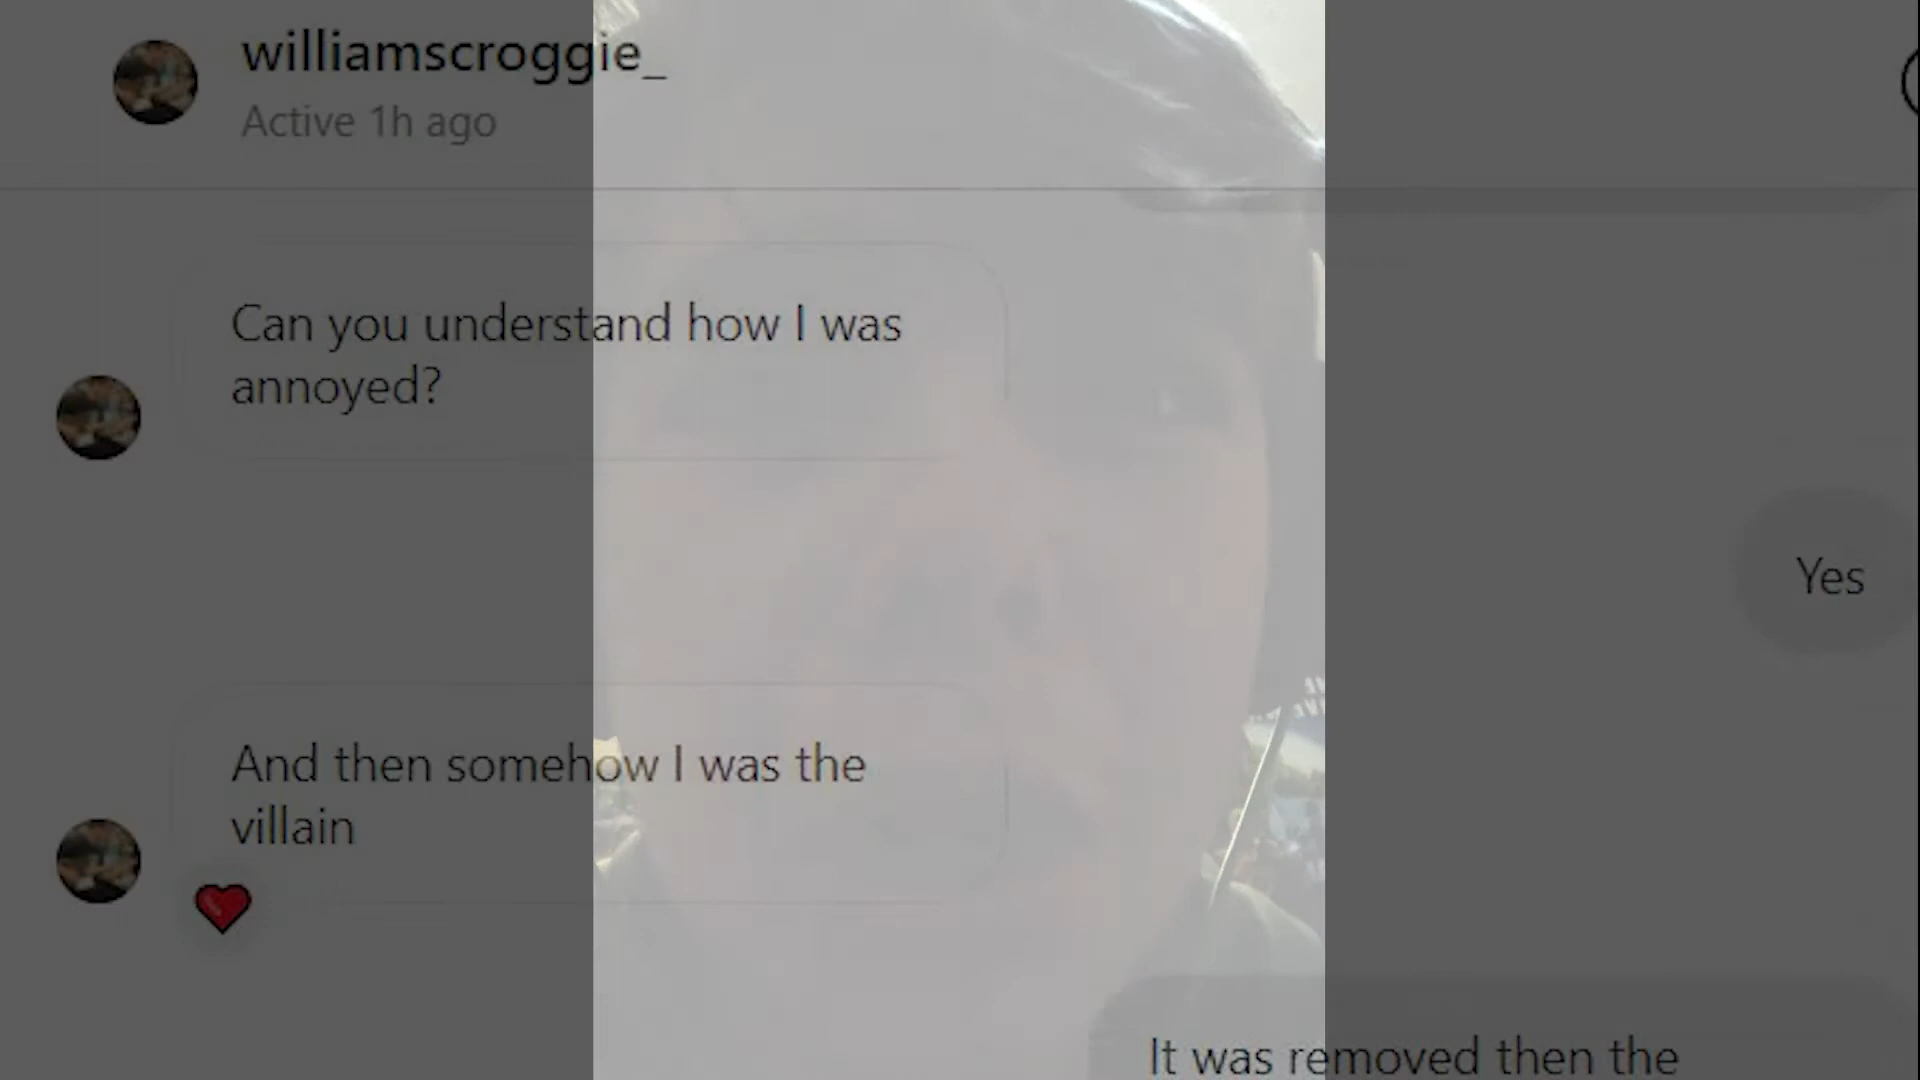 williamscroggie_
Active 1h ago
Can you understand how I was
annoyed?
Yes
And then somehow I was the
villain
It was removed then the